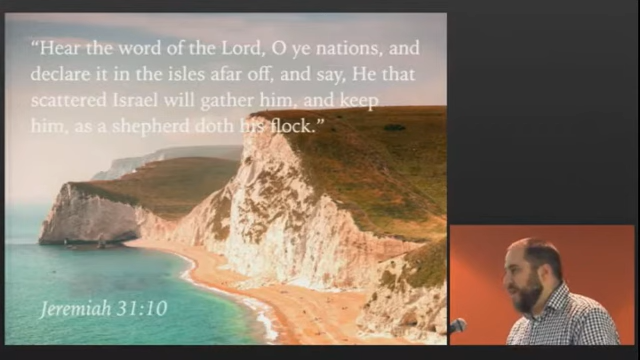 “Hear the word of the Lord, O ye nations, and
declare it in the isles afar off, and say, He that
scattered Israel will gather him, and keep
him, as a shepherd doth his flock.”
Jeremiah 31:10